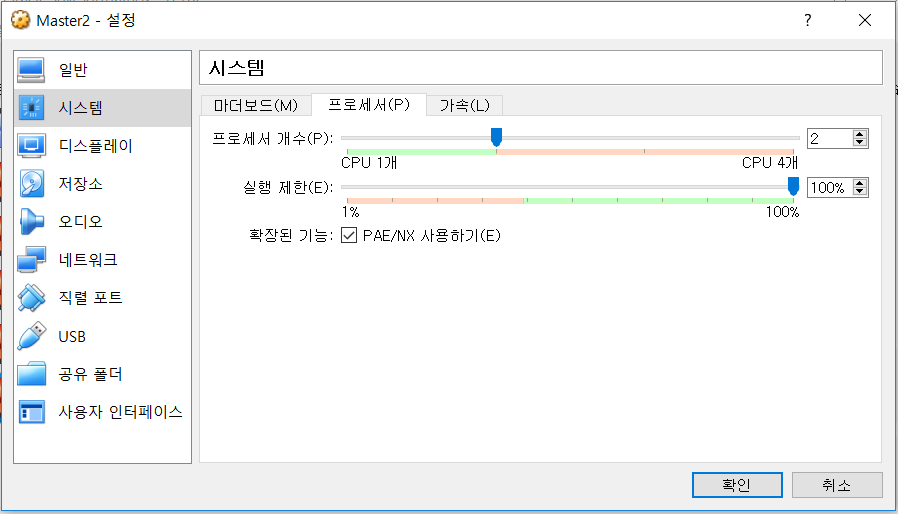 Master2 - 설정
일반
시스템
디스플레이
저장소
오디오
네트워크
직렬 포트
USB
공유 폴더
사용자 인터페이스
시스템
마더보드(M) 프로세서(P) 가속(L)
프로세서 개수(P): 2
CPU 1개 CPU 4개
실행 제한(E): 100%
1% 100%
확장된 기능: PAE/NX 사용하기(E)
확인 취소